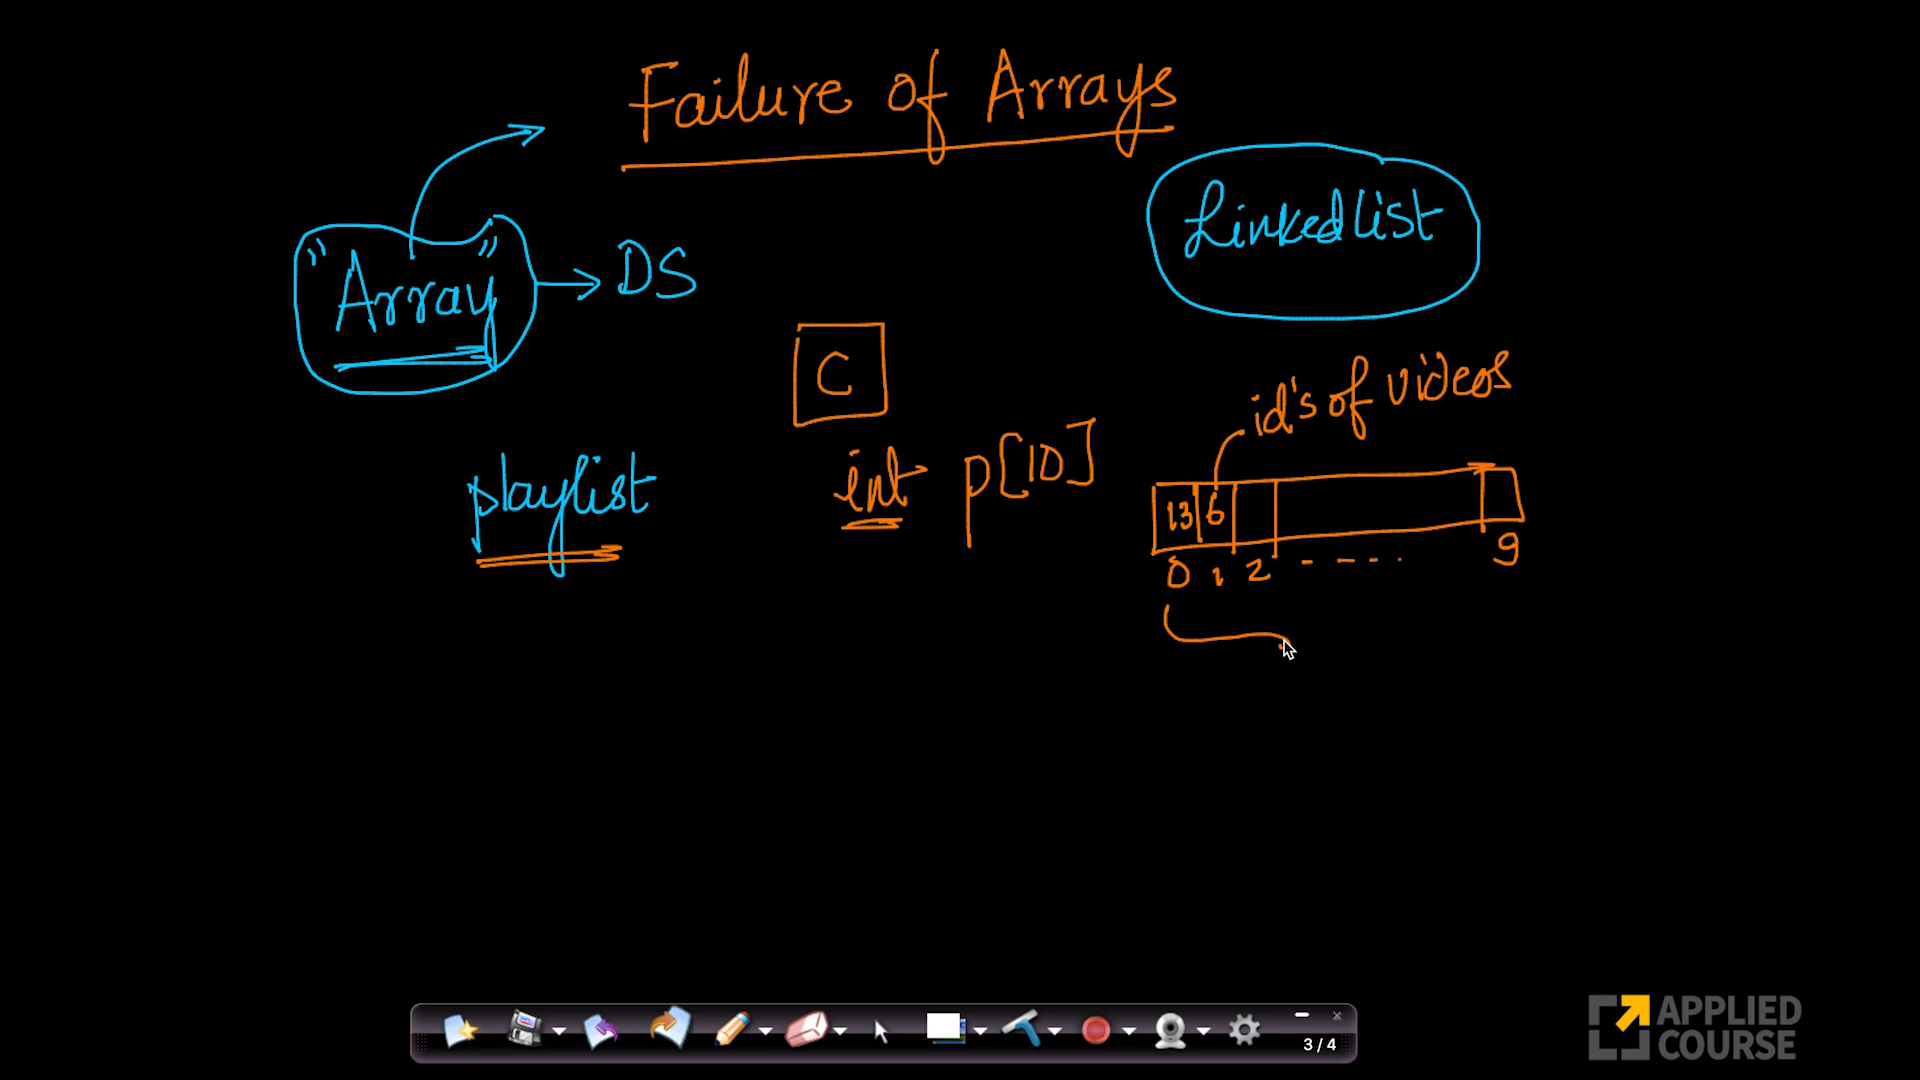 Failure of Arrays
Linkedlist
"Array" → DS
C
id's of videos
playlist
int p[10]
13 6
0 1 2 - - - - . 9
3 / 4
APPLIED
COURSE